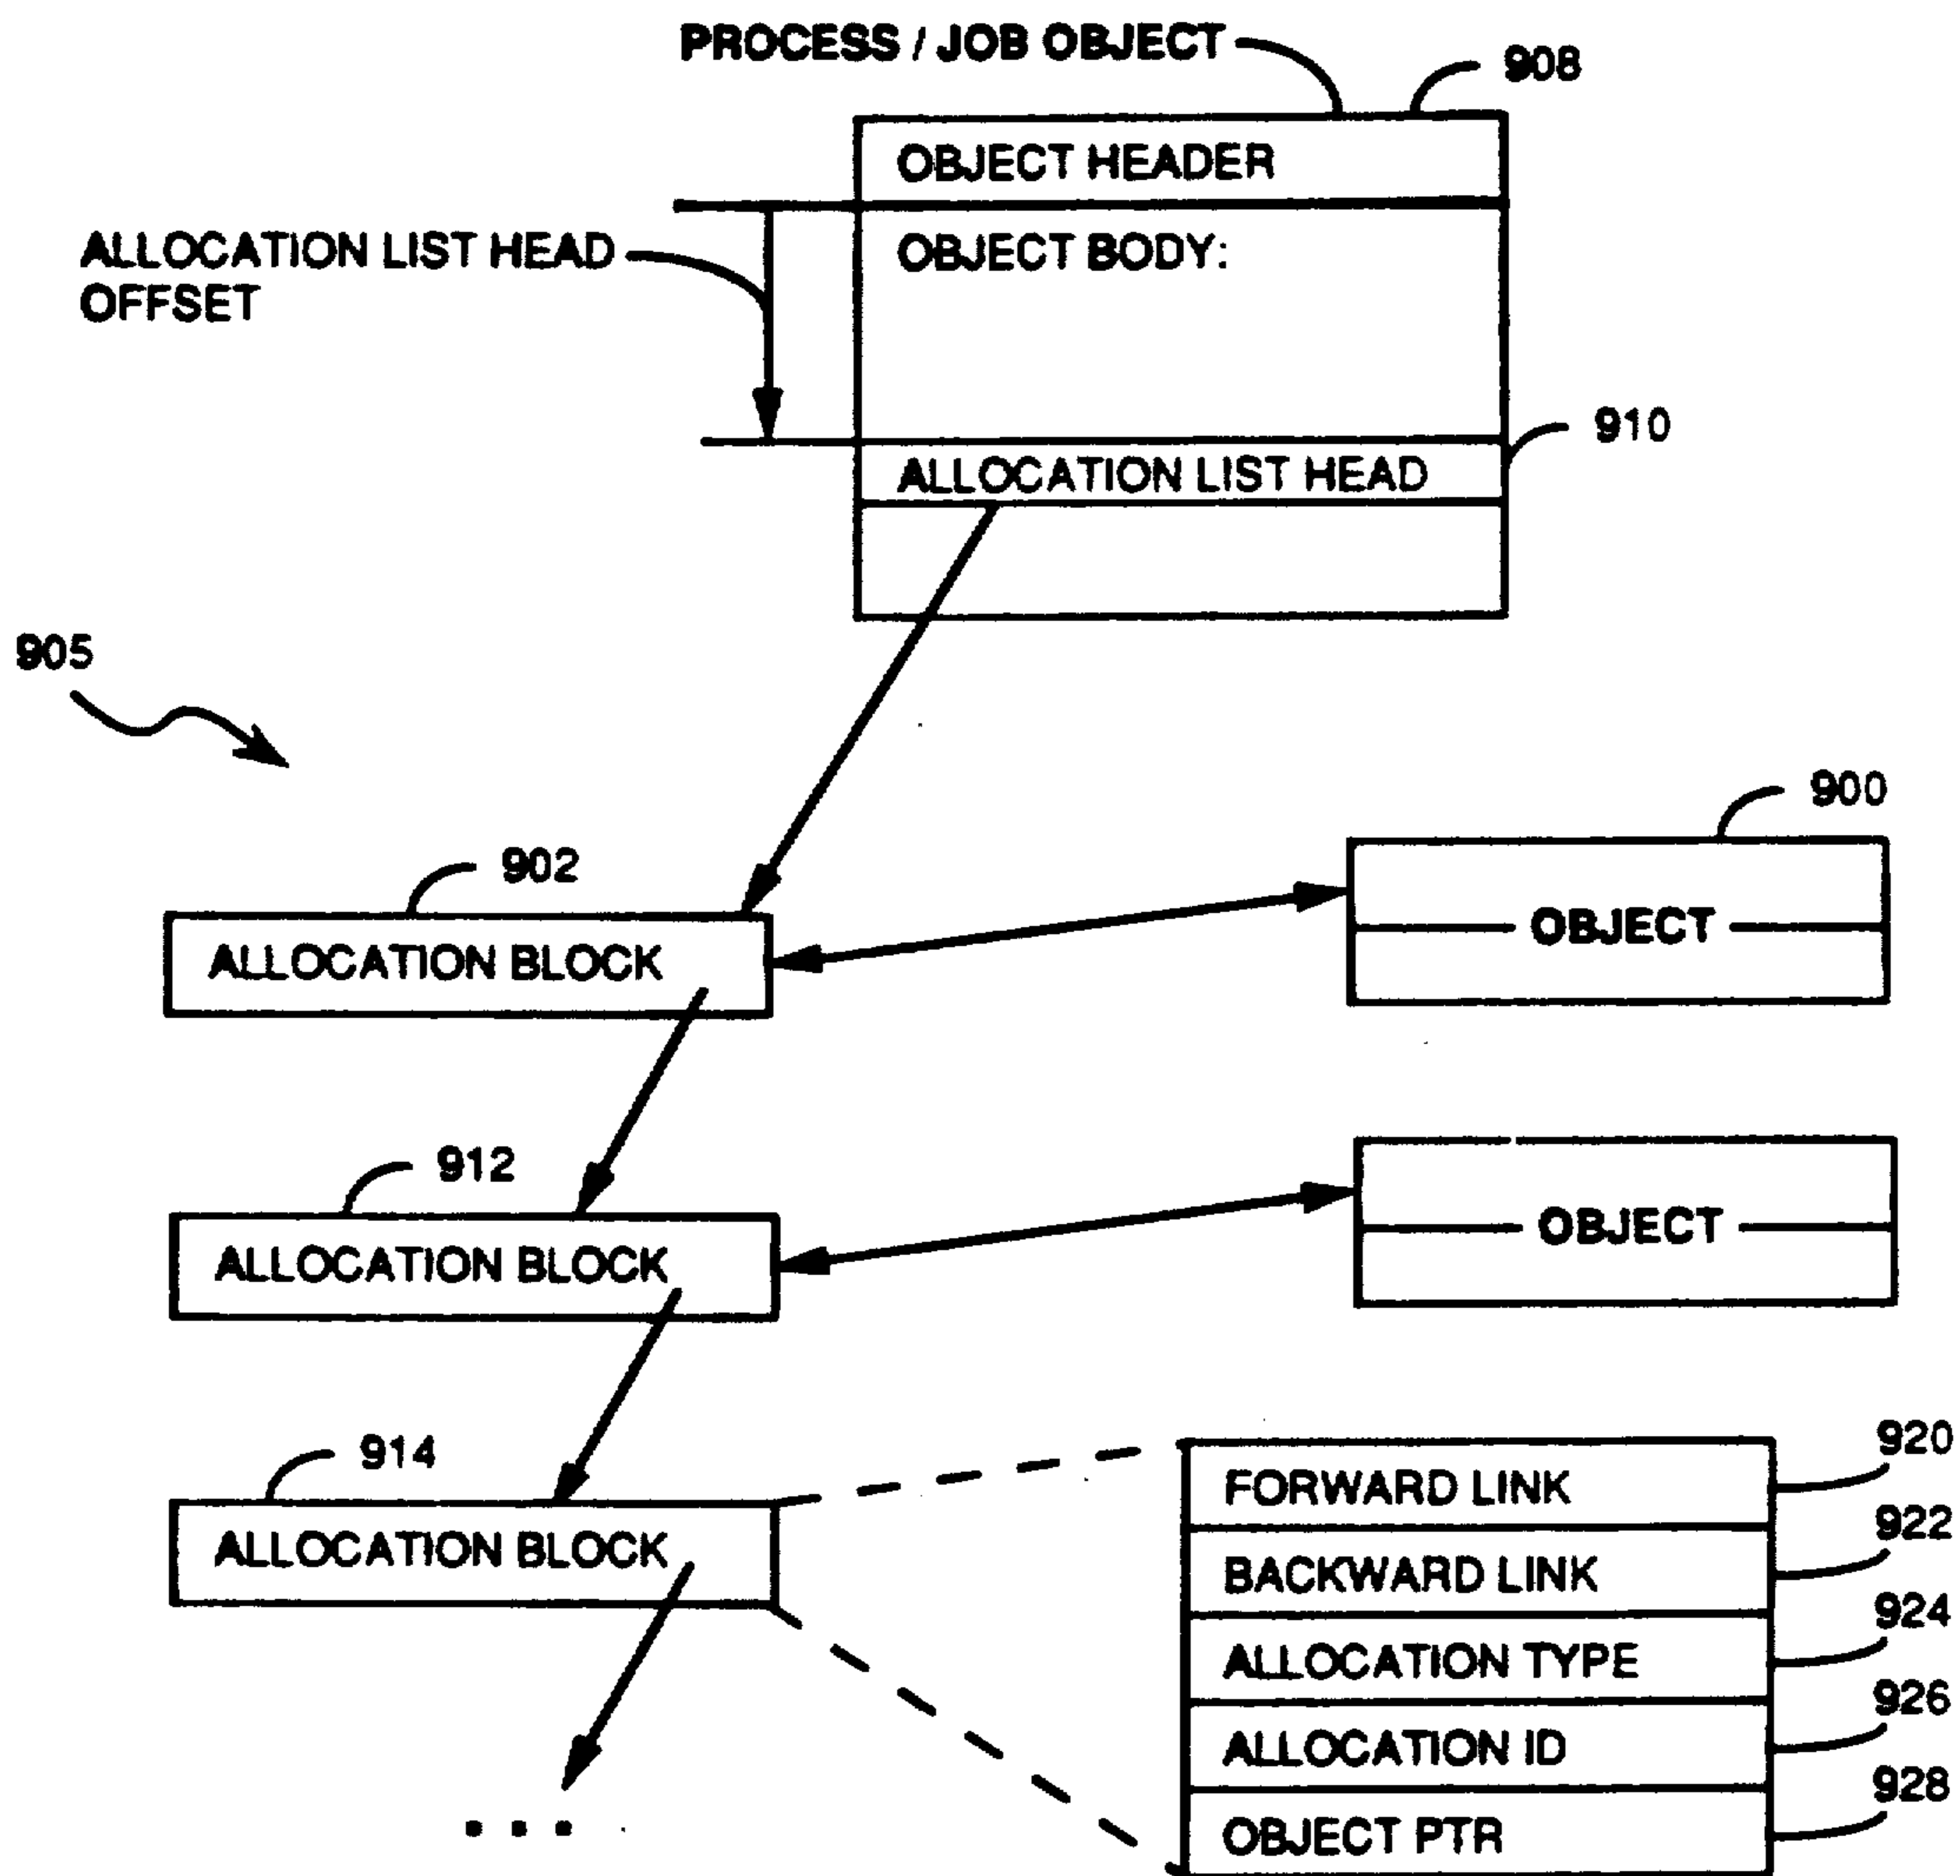 PROCESS / JOB OBJECT
908
OBJECT HEADER
ALLOCATION LIST HEAD
OFFSET
OBJECT BODY:
910
ALLOCATION LIST HEAD
905
900
902
OBJECT
ALLOCATION BLOCK
912
OBJECT
ALLOCATION BLOCK
914
ALLOCATION BLOCK
920
FORWARD LINK
922
BACKWARD LINK
924
ALLOCATION TYPE
926
ALLOCATION ID
928
OBJECT PTR
...